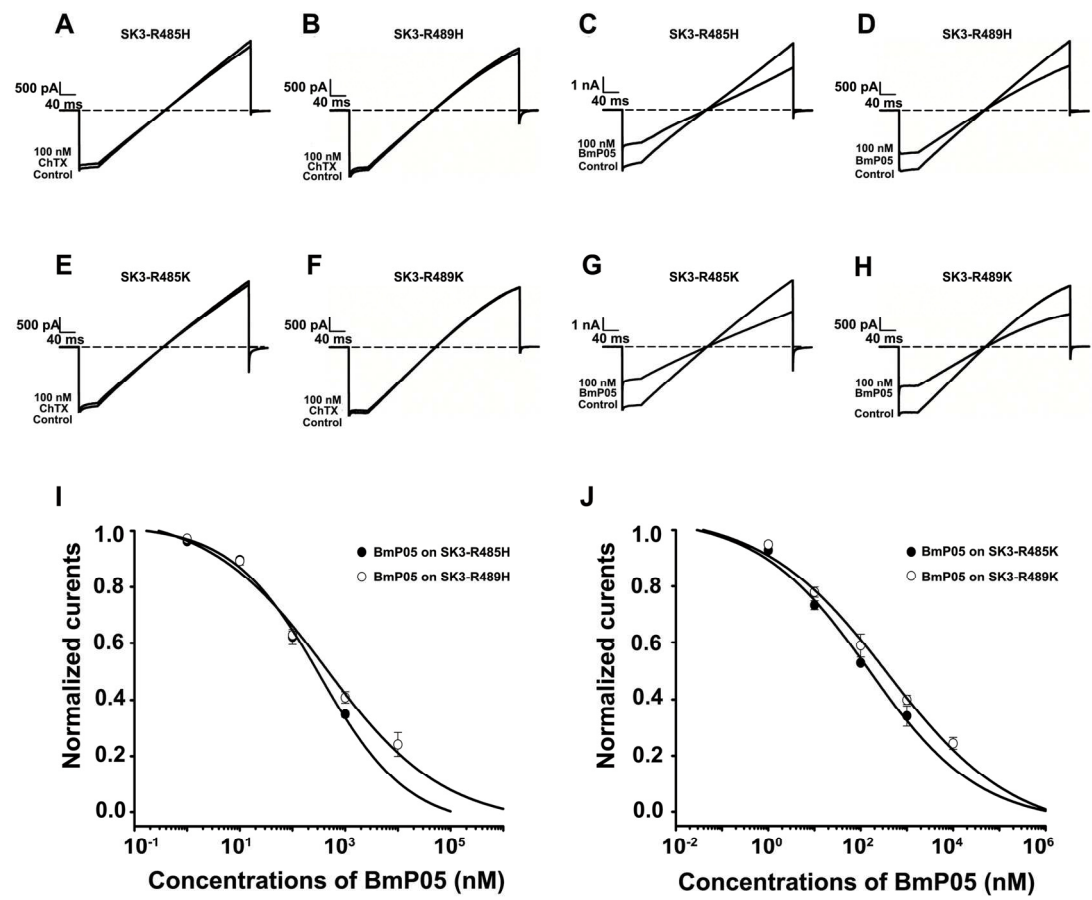 A
SK3-R485H
500 pA
40 ms
100 nM
ChTX
Control
B
SK3-R489H
500 pA
40 ms
100 nM
ChTX
Control
C
SK3-R485H
1 nA
40 ms
100 nM
BmP05
Control
D
SK3-R489H
500 pA
40 ms
100 nM
BmP05
Control
E
SK3-R485K
500 pA
40 ms
100 nM
ChTX
Control
F
SK3-R489K
500 pA
40 ms
100 nM
ChTX
Control
G
SK3-R485K
1 nA
40 ms
100 nM
BmP05
Control
H
SK3-R489K
500 pA
40 ms
100 nM
BmP05
Control
I
Normalized curents
1.0
0.8
0.6
0.4
0.2
0.0
BmP05 on SK3-R485H
BmP05 on SK3-R489H
10-1 101 103 105
Concentrations of BmP05 (nM)
J
Normalized curents
1.0
0.8
0.6
0.4
0.2
0.0
BmP05 on SK3-R485K
BmP05 on SK3-R489K
10-2 100 102 104 106
Concentrations of BmP05 (nM)